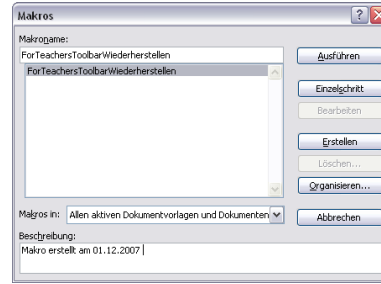 Makros
Makroname:
ForTeachersToolbarWiederherstellen
Ausführen
ForTeachersToolbarWiederherstellen
Einzelschritt
Bearbeiten
Erstellen
Löschen...
Organisieren...
Makros in: Allen aktiven Dokumentvorlagen und Dokumenten
Abbrechen
Beschreibung:
Makro erstellt am 01.12.2007